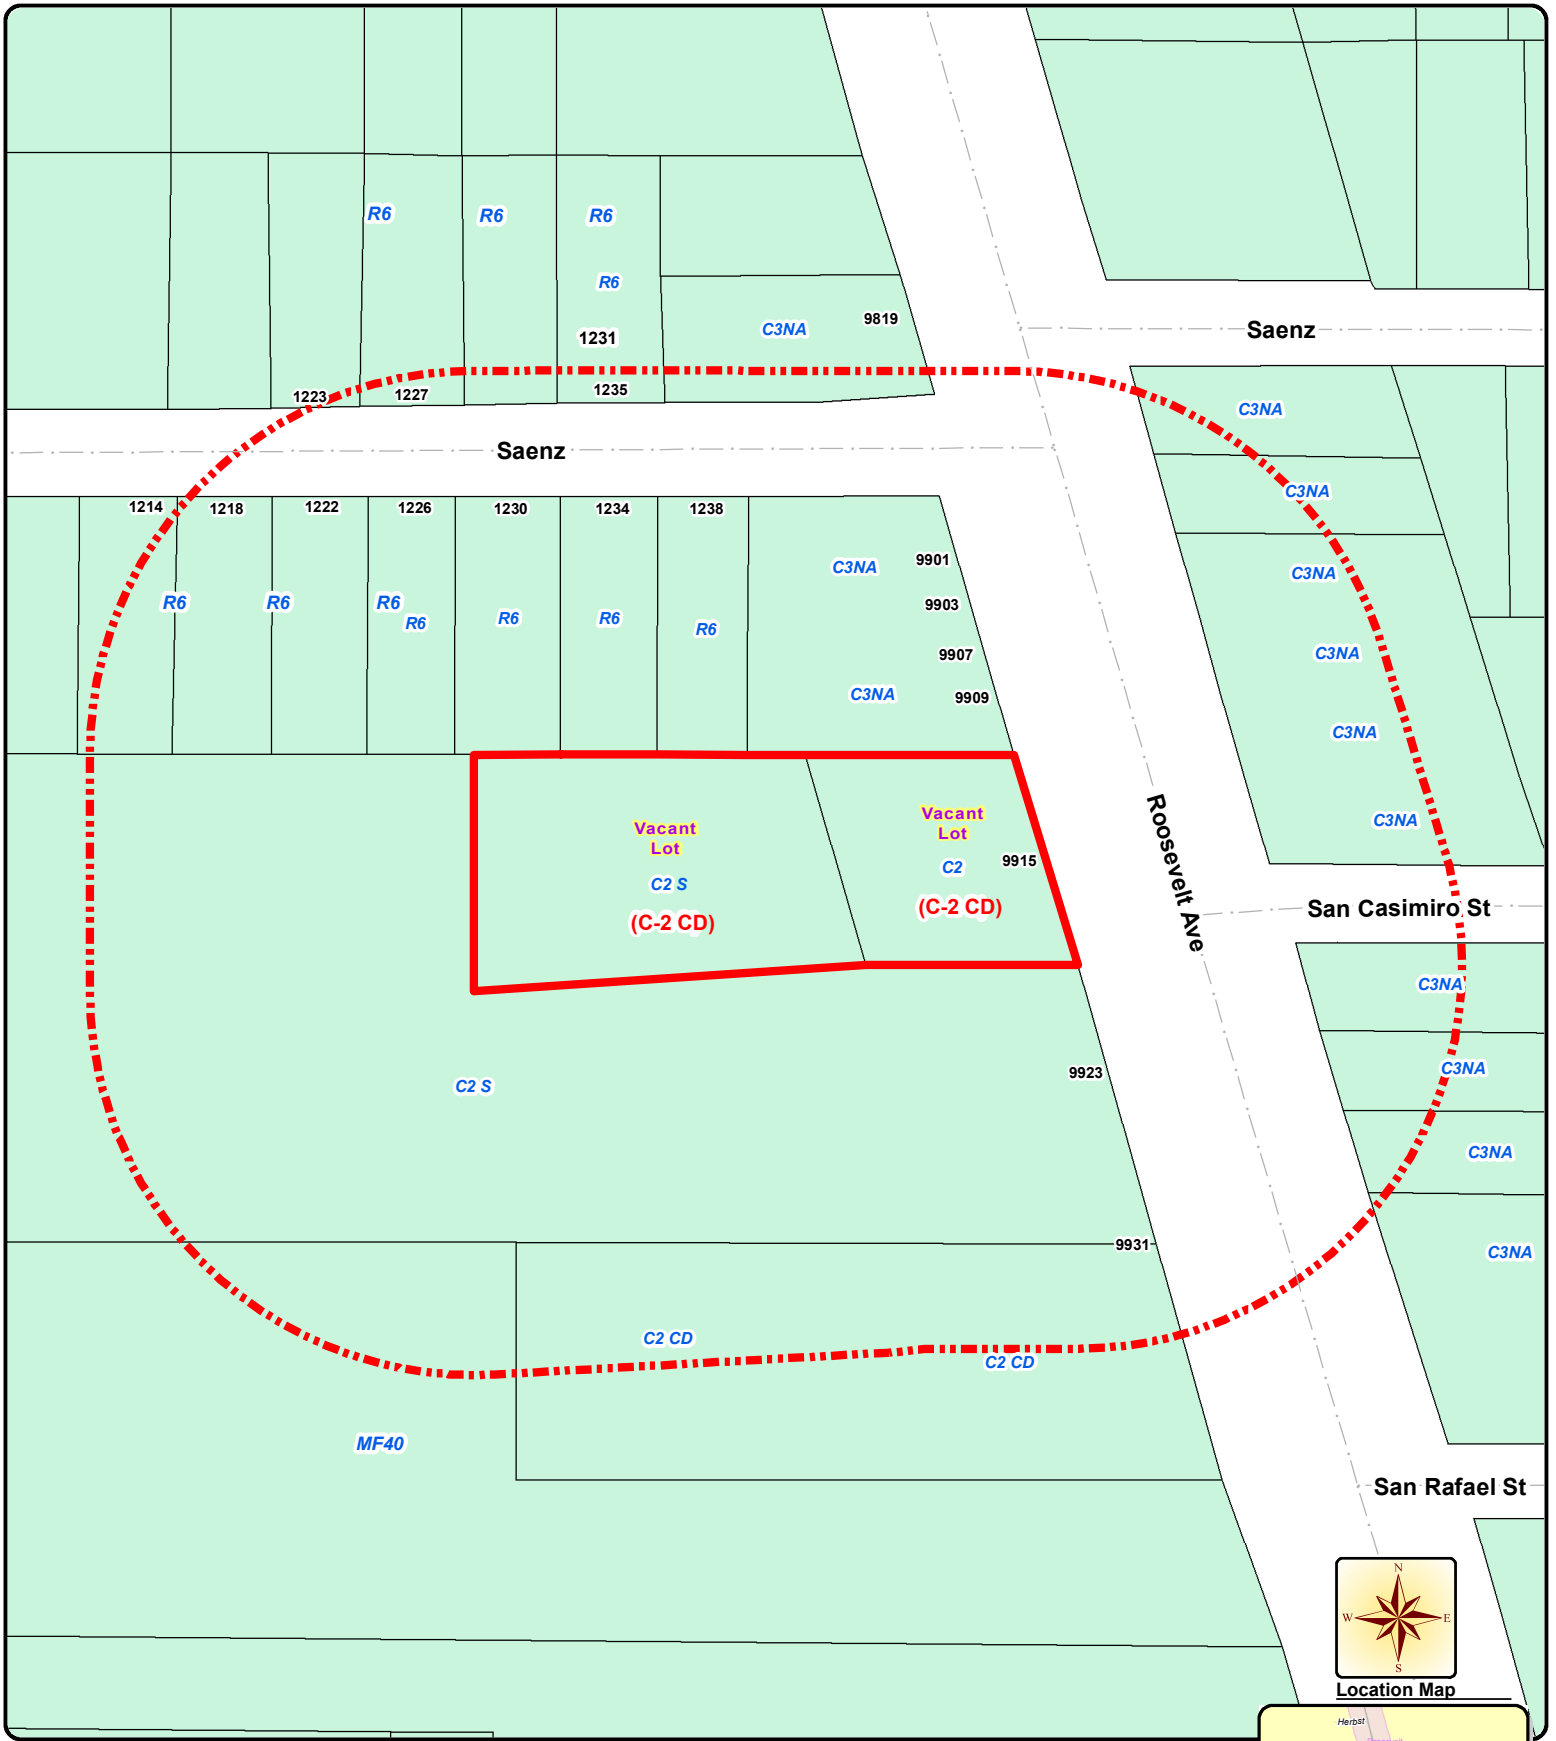 R6
R6
R6
R6
1231
C3NA
9819
Saenz
1223
1227
1235
C3NA
Saenz
C3NA
1214
1218
1222
1226
1230
1234
1238
C3NA
9901
C3NA
R6
R6
R6
R6
R6
R6
R6
9903
9907
C3NA
C3NA
9909
C3NA
Vacant
Lot
C2 S
(C-2 CD)
Vacant
Lot
C2
9915
(C-2 CD)
C3NA
Roosevelt Ave
San Casimiro St
C3NA
C2 S
9923
C3NA
C3NA
9931
C3NA
C2 CD
C2 CD
MF40
San Rafael St
N
W
E
S
Location Map
Herbst